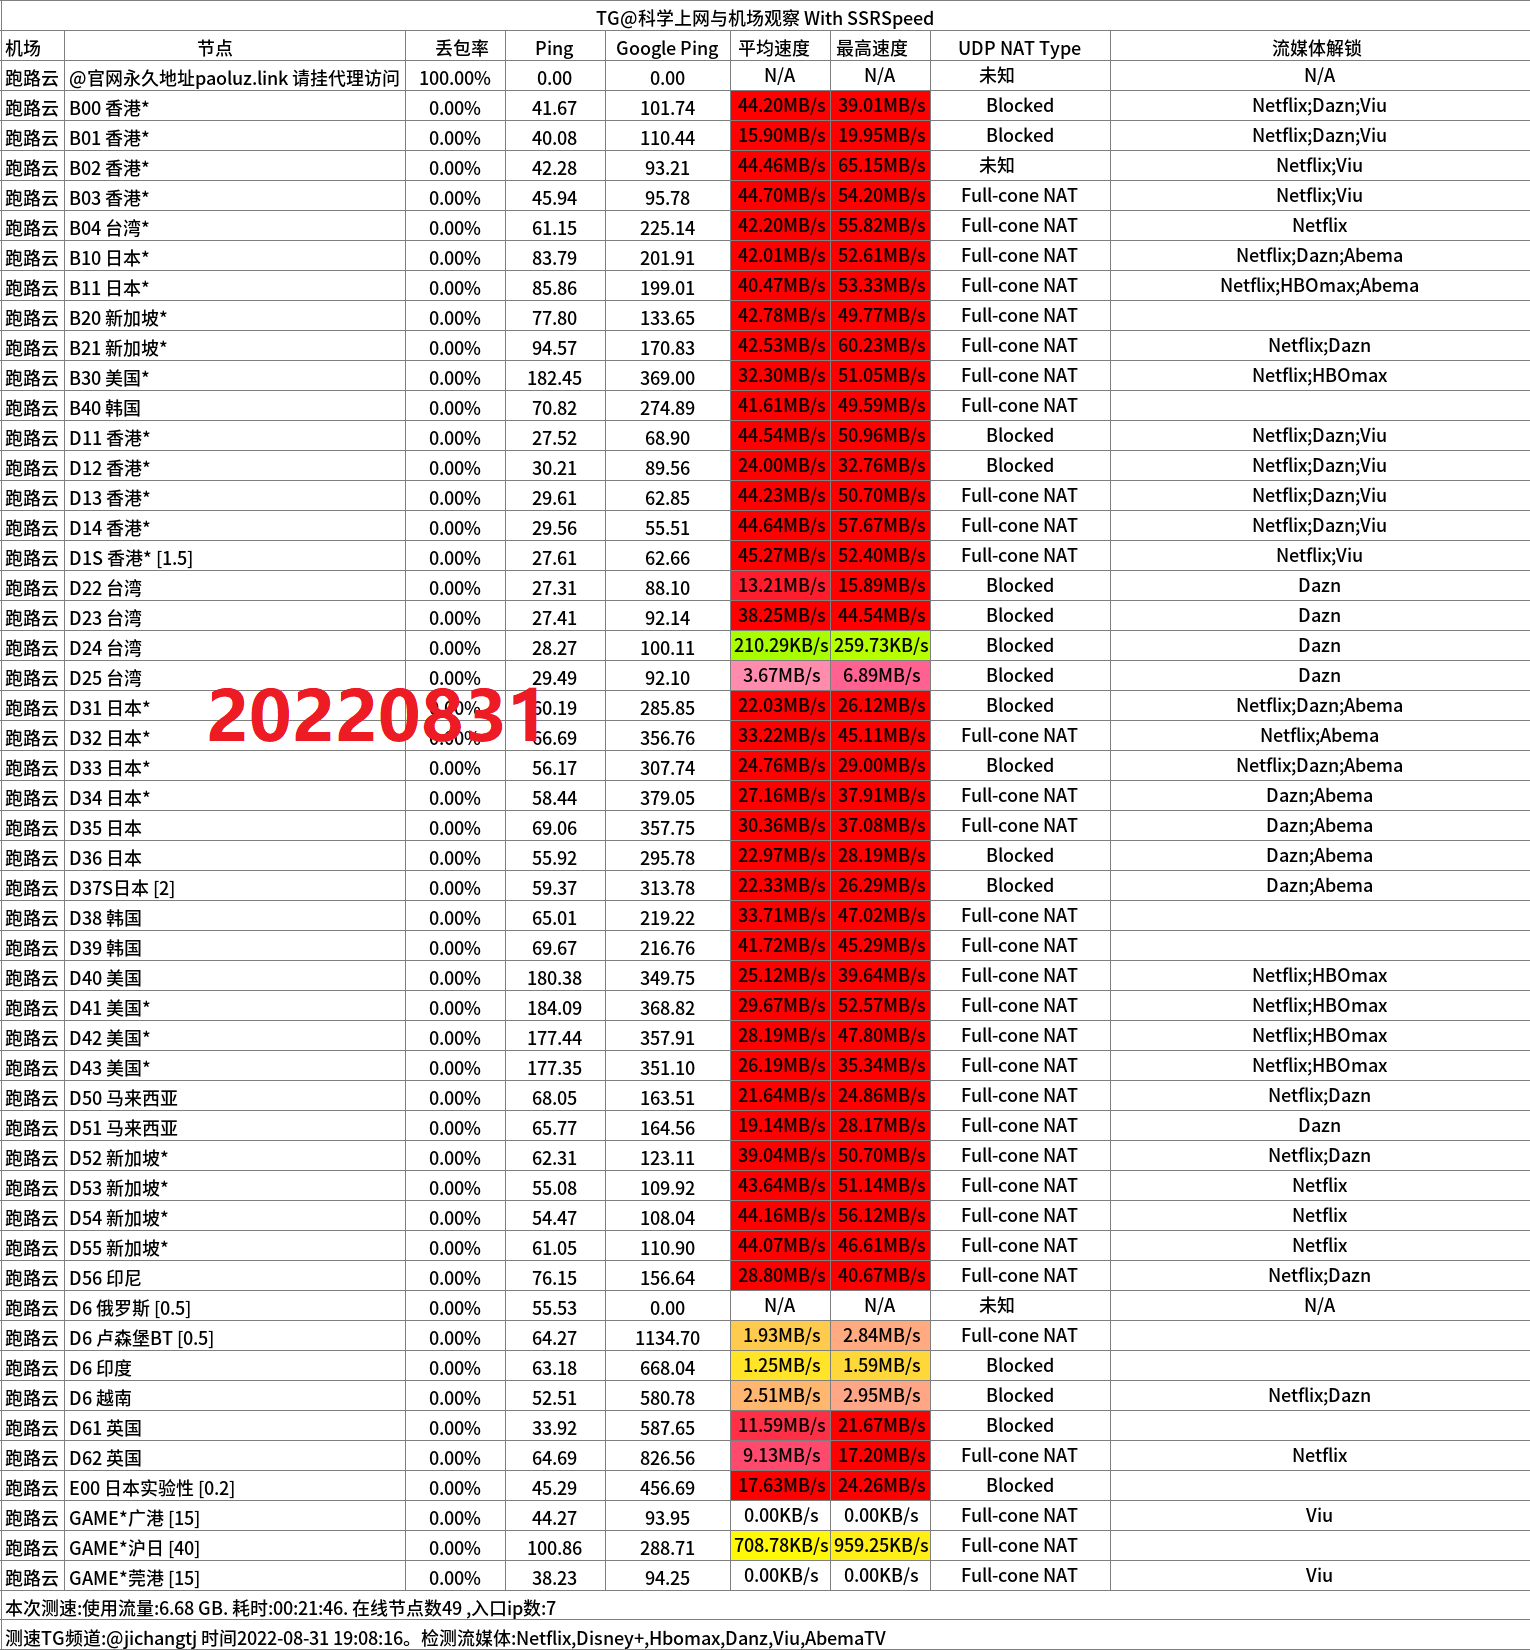 TG@科学上网与机场观察 With SSRSpeed
机场 节点 丢包率 Ping Google Ping 平均速度 最高速度 UDP NAT Type 流媒体解锁
跑路云 @官网永久地址paoluz.link 请挂代理访问 100.00% 0.00 0.00 N/A N/A 未知 N/A
跑路云 B00 香港* 0.00% 41.67 101.74 44.20MB/s 39.01MB/s Blocked Netflix;Dazn;Viu
跑路云 B01 香港* 0.00% 40.08 110.44 15.90MB/s 19.95MB/s Blocked Netflix;Dazn;Viu
跑路云 B02 香港* 0.00% 42.28 93.21 44.46MB/s 65.15MB/s 未知 Netflix;Viu
跑路云 B03 香港* 0.00% 45.94 95.78 44.70MB/s 54.20MB/s Full-cone NAT Netflix;Viu
跑路云 B04 台湾* 0.00% 61.15 225.14 42.20MB/s 55.82MB/s Full-cone NAT Netflix
跑路云 B10 日本* 0.00% 83.79 201.91 42.01MB/s 52.61MB/s Full-cone NAT Netflix;Dazn;Abema
跑路云 B11 日本* 0.00% 85.86 199.01 40.47MB/s 53.33MB/s Full-cone NAT Netflix;HBOmax;Abema
跑路云 B20 新加坡* 0.00% 77.80 133.65 42.78MB/s 49.77MB/s Full-cone NAT
跑路云 B21 新加坡* 0.00% 94.57 170.83 42.53MB/s 60.23MB/s Full-cone NAT Netflix;Dazn
跑路云 B30 美国* 0.00% 182.45 369.00 32.30MB/s 51.05MB/s Full-cone NAT Netflix;HBOmax
跑路云 B40 韩国 0.00% 70.82 274.89 41.61MB/s 49.59MB/s Full-cone NAT
跑路云 D11 香港* 0.00% 27.52 68.90 44.54MB/s 50.96MB/s Blocked Netflix;Dazn;Viu
跑路云 D12 香港* 0.00% 30.21 89.56 24.00MB/s 32.76MB/s Blocked Netflix;Dazn;Viu
跑路云 D13 香港* 0.00% 29.61 62.85 44.23MB/s 50.70MB/s Full-cone NAT Netflix;Dazn;Viu
跑路云 D14 香港* 0.00% 29.56 55.51 44.64MB/s 57.67MB/s Full-cone NAT Netflix;Dazn;Viu
跑路云 D1S 香港* [1.5] 0.00% 27.61 62.66 45.27MB/s 52.40MB/s Full-cone NAT Netflix;Viu
跑路云 D22 台湾 0.00% 27.31 88.10 13.21MB/s 15.89MB/s Blocked Dazn
跑路云 D23 台湾 0.00% 27.41 92.14 38.25MB/s 44.54MB/s Blocked Dazn
跑路云 D24 台湾 0.00% 28.27 100.11 210.29KB/s 259.73KB/s Blocked Dazn
跑路云 D25 台湾 0.00% 29.49 92.10 3.67MB/s 6.89MB/s Blocked Dazn
20220831
跑路云 D31 日本* 0.00% 60.19 285.85 22.03MB/s 26.12MB/s Blocked Netflix;Dazn;Abema
跑路云 D32 日本* 0.00% 66.69 356.76 33.22MB/s 45.11MB/s Full-cone NAT Netflix;Abema
跑路云 D33 日本* 0.00% 56.17 307.74 24.76MB/s 29.00MB/s Blocked Netflix;Dazn;Abema
跑路云 D34 日本* 0.00% 58.44 379.05 27.16MB/s 37.91MB/s Full-cone NAT Dazn;Abema
跑路云 D35 日本 0.00% 69.06 357.75 30.36MB/s 37.08MB/s Full-cone NAT Dazn;Abema
跑路云 D36 日本 0.00% 55.92 295.78 22.97MB/s 28.19MB/s Blocked Dazn;Abema
跑路云 D37S日本 [2] 0.00% 59.37 313.78 22.33MB/s 26.29MB/s Blocked Dazn;Abema
跑路云 D38 韩国 0.00% 65.01 219.22 33.71MB/s 47.02MB/s Full-cone NAT
跑路云 D39 韩国 0.00% 69.67 216.76 41.72MB/s 45.29MB/s Full-cone NAT
跑路云 D40 美国 0.00% 180.38 349.75 25.12MB/s 39.64MB/s Full-cone NAT Netflix;HBOmax
跑路云 D41 美国* 0.00% 184.09 368.82 29.67MB/s 52.57MB/s Full-cone NAT Netflix;HBOmax
跑路云 D42 美国* 0.00% 177.44 357.91 28.19MB/s 47.80MB/s Full-cone NAT Netflix;HBOmax
跑路云 D43 美国* 0.00% 177.35 351.10 26.19MB/s 35.34MB/s Full-cone NAT Netflix;HBOmax
跑路云 D50 马来西亚 0.00% 68.05 163.51 21.64MB/s 24.86MB/s Full-cone NAT Netflix;Dazn
跑路云 D51 马来西亚 0.00% 65.77 164.56 19.14MB/s 28.17MB/s Full-cone NAT Dazn
跑路云 D52 新加坡* 0.00% 62.31 123.11 39.04MB/s 50.70MB/s Full-cone NAT Netflix;Dazn
跑路云 D53 新加坡* 0.00% 55.08 109.92 43.64MB/s 51.14MB/s Full-cone NAT Netflix
跑路云 D54 新加坡* 0.00% 54.47 108.04 44.16MB/s 56.12MB/s Full-cone NAT Netflix
跑路云 D55 新加坡* 0.00% 61.05 110.90 44.07MB/s 46.61MB/s Full-cone NAT Netflix
跑路云 D56 印尼 0.00% 76.15 156.64 28.80MB/s 40.67MB/s Full-cone NAT Netflix;Dazn
跑路云 D6 俄罗斯 [0.5] 0.00% 55.53 0.00 N/A N/A 未知 N/A
跑路云 D6 卢森堡BT [0.5] 0.00% 64.27 1134.70 1.93MB/s 2.84MB/s Full-cone NAT
跑路云 D6 印度 0.00% 63.18 668.04 1.25MB/s 1.59MB/s Blocked
跑路云 D6 越南 0.00% 52.51 580.78 2.51MB/s 2.95MB/s Blocked Netflix;Dazn
跑路云 D61 英国 0.00% 33.92 587.65 11.59MB/s 21.67MB/s Blocked
跑路云 D62 英国 0.00% 64.69 826.56 9.13MB/s 17.20MB/s Full-cone NAT Netflix
跑路云 E00 日本实验性 [0.2] 0.00% 45.29 456.69 17.63MB/s 24.26MB/s Blocked
跑路云 GAME*广港 [15] 0.00% 44.27 93.95 0.00KB/s 0.00KB/s Full-cone NAT Viu
跑路云 GAME*沪日 [40] 0.00% 100.86 288.71 708.78KB/s 959.25KB/s Full-cone NAT
跑路云 GAME*莞港 [15] 0.00% 38.23 94.25 0.00KB/s 0.00KB/s Full-cone NAT Viu
本次测速:使用流量:6.68 GB. 耗时:00:21:46. 在线节点数49 ,入口ip数:7
测速TG频道:@jichangtj 时间2022-08-31 19:08:16。检测流媒体:Netflix,Disney+,Hbomax,Danz,Viu,AbemaTV